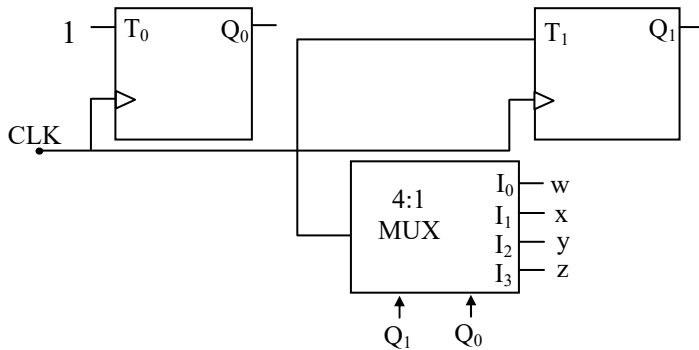 1 T₀ Q₀ T₁ Q₁
CLK
4:1
MUX
I₀ w
I₁ x
I₂ y
I₃ z
Q₁ Q₀